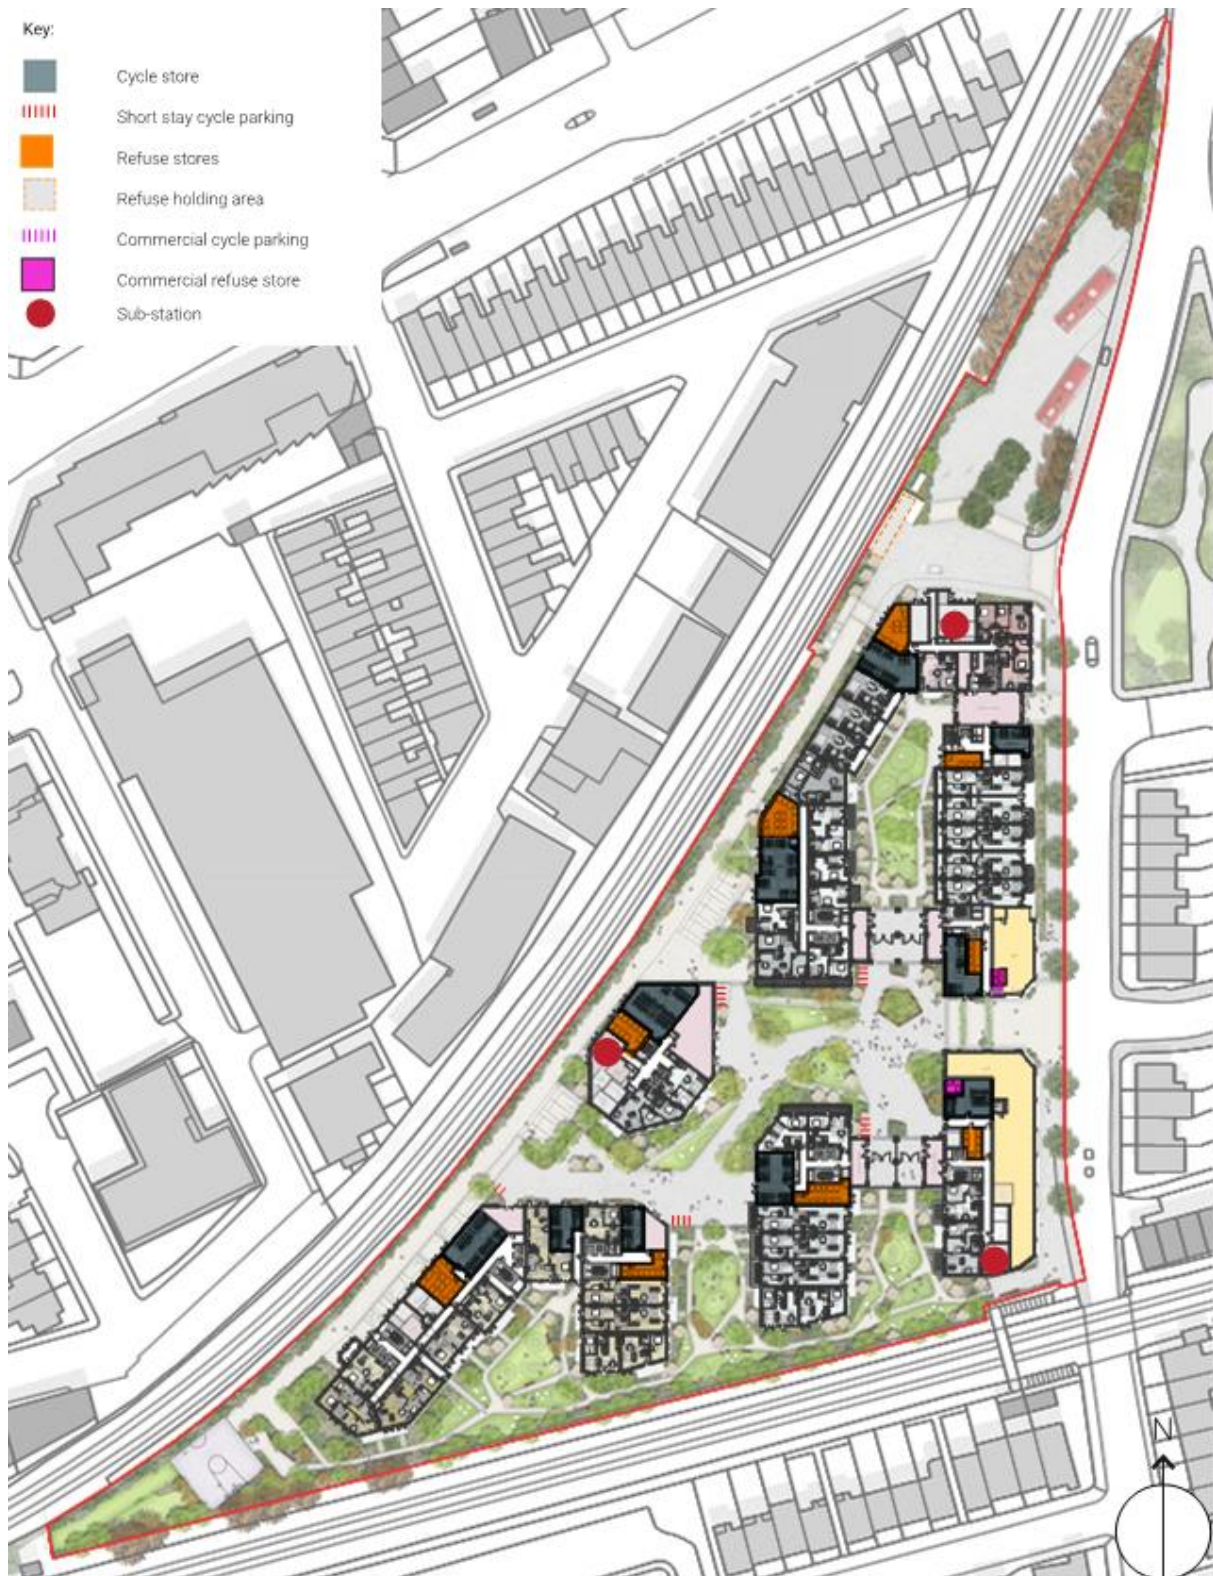 Key:
Cycle store
Short stay cycle parking
Refuse stores
Refuse holding area
Commercial cycle parking
Commercial refuse store
Sub-station
N